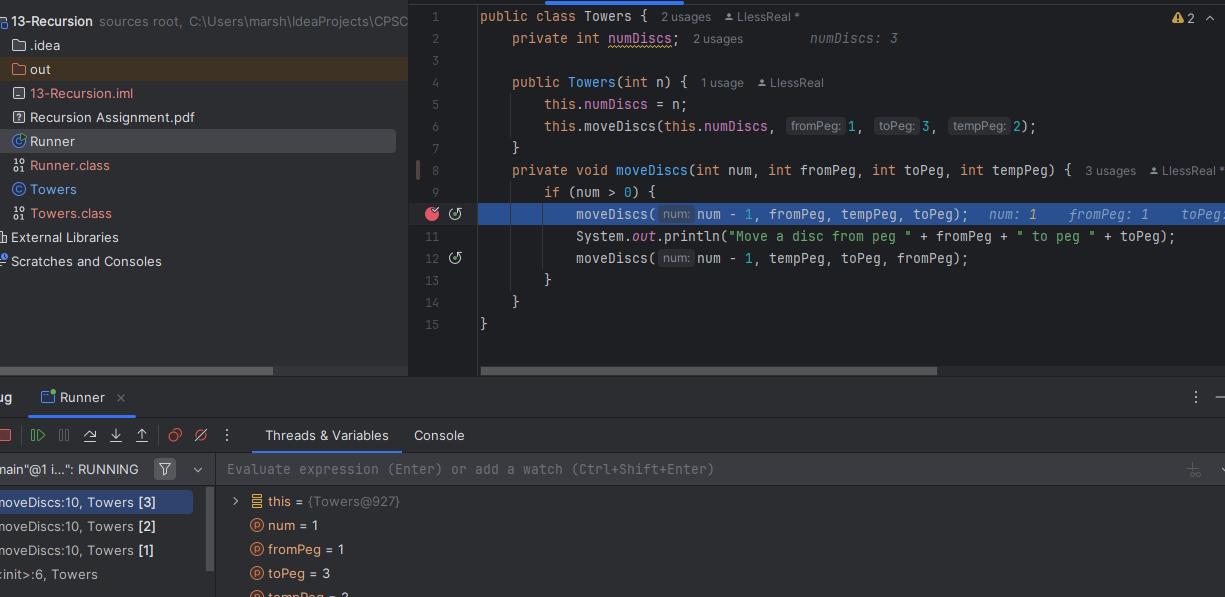 13-Recursion sources root, C:\Users\marsh\IdeaProjects\CPSC
.idea
out
13-Recursion.iml
Recursion Assignment.pdf
Runner
Runner.class
Towers
Towers.class
External Libraries
Scratches and Consoles
1 public class Towers { 2 usages LlessReal * 2
2 private int numDiscs; 2 usages numDiscs: 3
3
4 public Towers(int n) { 1 usage LlessReal
5 this.numDiscs = n;
6 this.moveDiscs(this.numDiscs, fromPeg: 1, toPeg: 3, tempPeg: 2);
7 }
8 private void moveDiscs(int num, int fromPeg, int toPeg, int tempPeg) { 3 usages LlessReal *
9 if (num > 0) {
moveDiscs( num: num - 1, fromPeg, tempPeg, toPeg); num: 1 fromPeg: 1 toPeg:
11 System.out.println("Move a disc from peg " + fromPeg + " to peg " + toPeg);
12 moveDiscs( num: num - 1, tempPeg, toPeg, fromPeg);
13 }
14 }
15 }
ug Runner
Threads & Variables Console
main"@1 i...": RUNNING
Evaluate expression (Enter) or add a watch (Ctrl+Shift+Enter)
moveDiscs:10, Towers [3]
moveDiscs:10, Towers [2]
moveDiscs:10, Towers [1]
<init>:6, Towers
this = {Towers@927}
num = 1
fromPeg = 1
toPeg = 3
tempPeg = 2